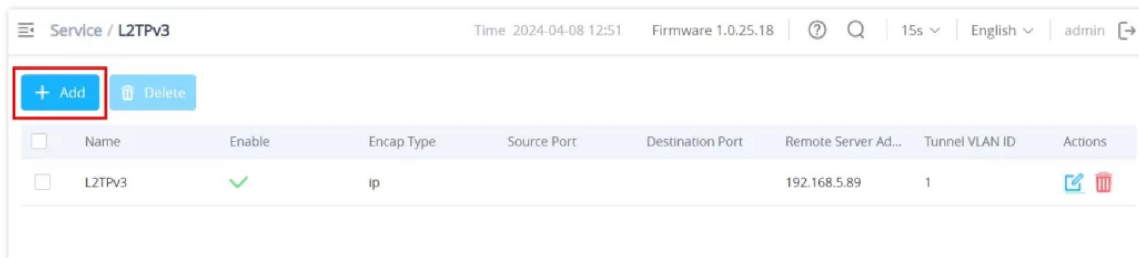 Service / L2TPv3 Time 2024-04-08 12:51 Firmware 1.0.25.18 15s English admin
+ Add Delete
Name Enable Encap Type Source Port Destination Port Remote Server Ad... Tunnel VLAN ID Actions
L2TPv3 ip 192.168.5.89 1